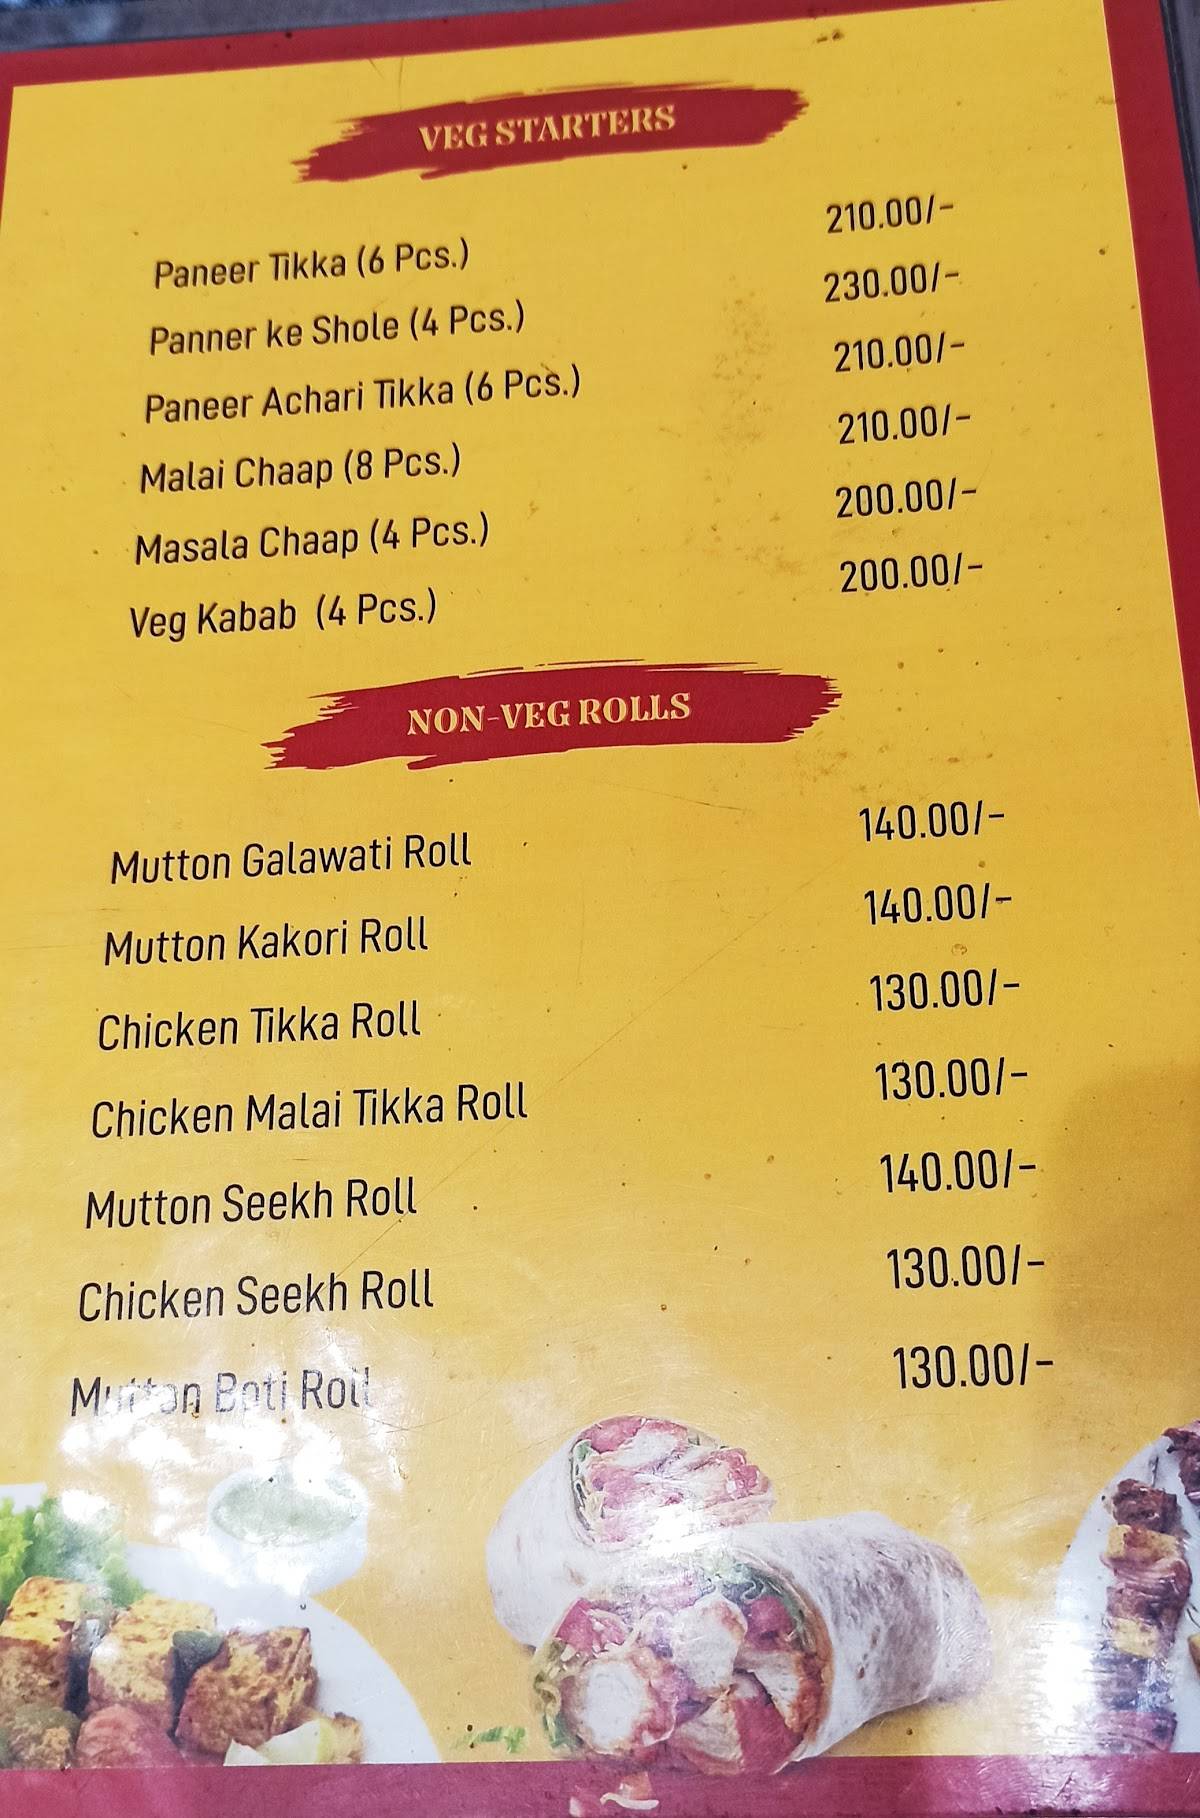 VEG STARTERS
Paneer Tikka (6 Pcs.) 210.00/-
Panner ke Shole (4 Pcs.) 230.00/-
Paneer Achari Tikka (6 Pcs.) 210.00/-
Malai Chaap (8 Pcs.) 210.00/-
Masala Chaap (4 Pcs.) 200.00/-
Veg Kabab (4 Pcs.) 200.00/-
NON-VEG ROLLS
Mutton Galawati Roll 140.00/-
Mutton Kakori Roll 140.00/-
Chicken Tikka Roll 130.00/-
Chicken Malai Tikka Roll 130.00/-
Mutton Seekh Roll 140.00/-
Chicken Seekh Roll 130.00/-
Mutton Boti Roll 130.00/-